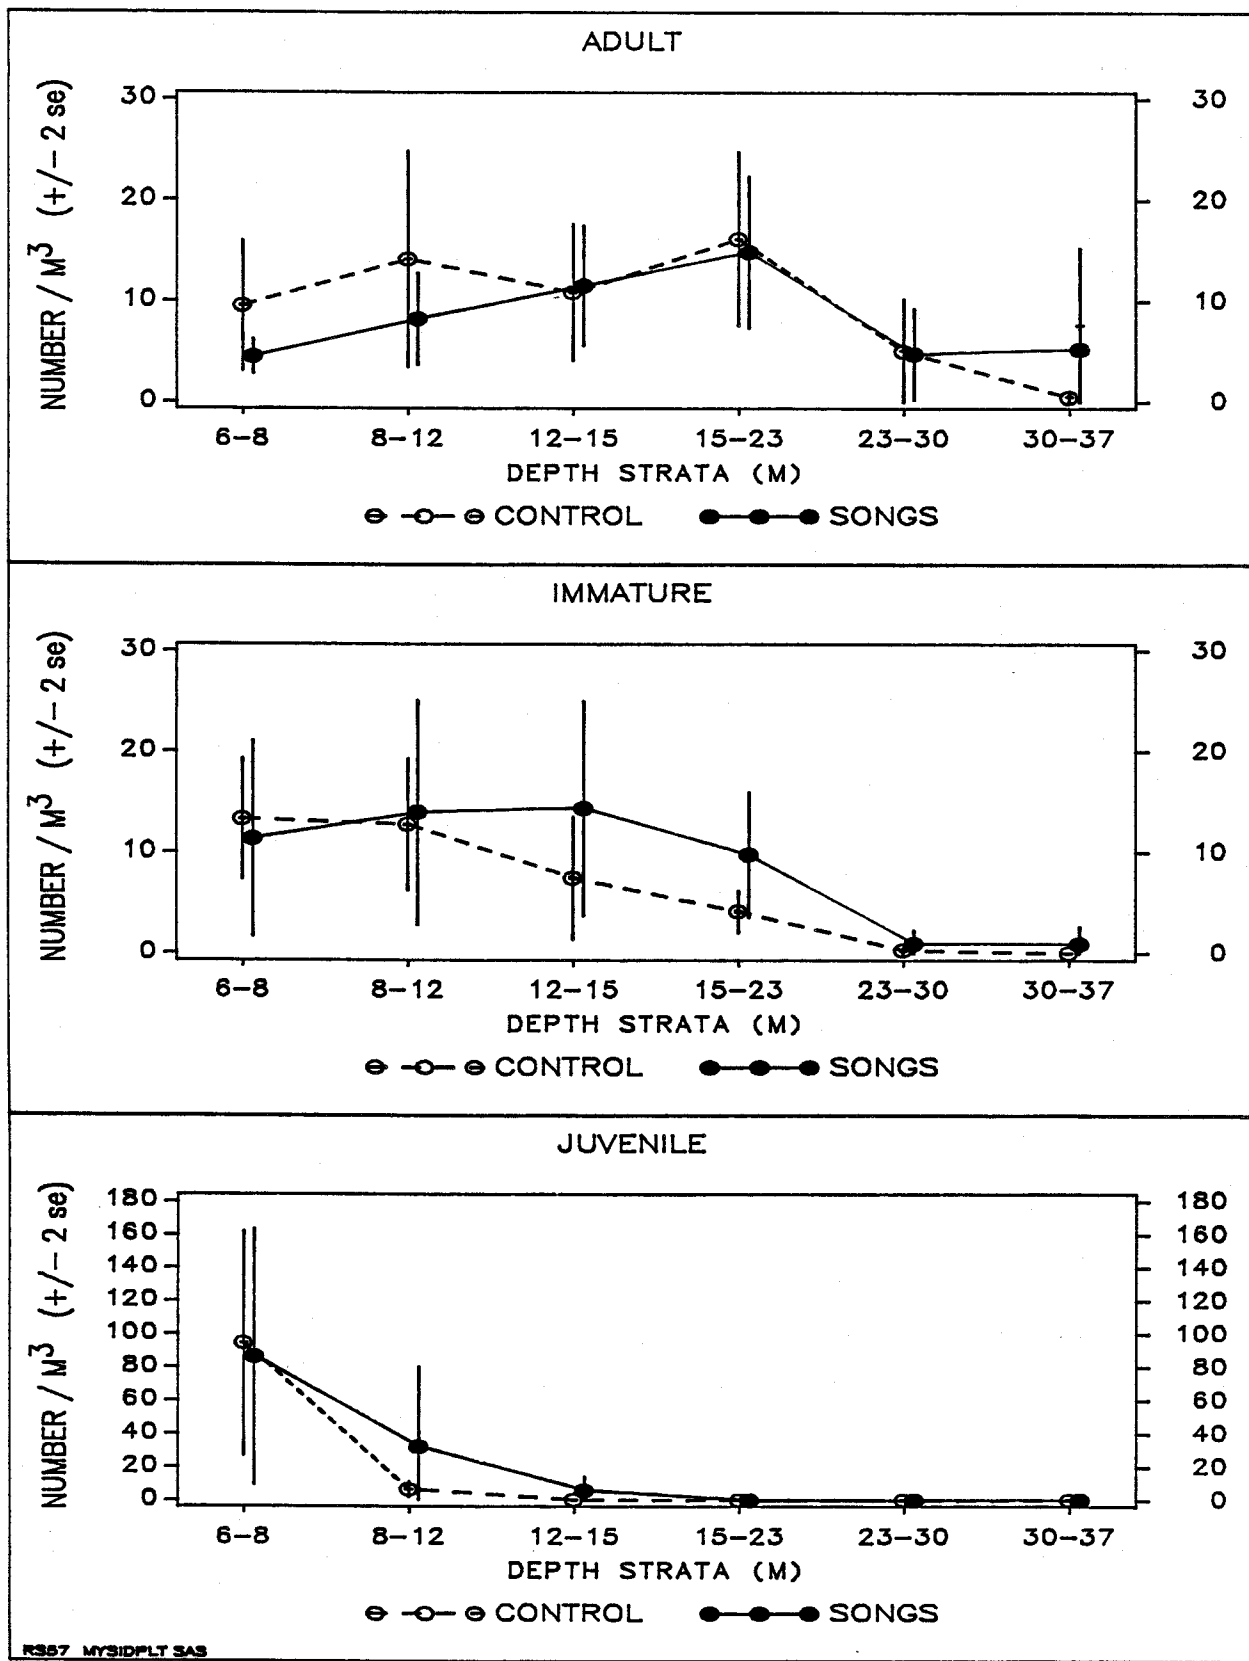 ADULT
NUMBER / M³ (+/− 2 se)
30 30
20 20
10 10
0 0
6−8 8−12 12−15 15−23 23−30 30−37
DEPTH STRATA (M)
CONTROL SONGS
IMMATURE
NUMBER / M³ (+/− 2 se)
30 30
20 20
10 10
0 0
6−8 8−12 12−15 15−23 23−30 30−37
DEPTH STRATA (M)
CONTROL SONGS
JUVENILE
NUMBER / M³ (+/− 2 se)
180 180
160 160
140 140
120 120
100 100
80 80
60 60
40 40
20 20
0 0
6−8 8−12 12−15 15−23 23−30 30−37
DEPTH STRATA (M)
CONTROL SONGS
RS57 MYSIDPLT SAS